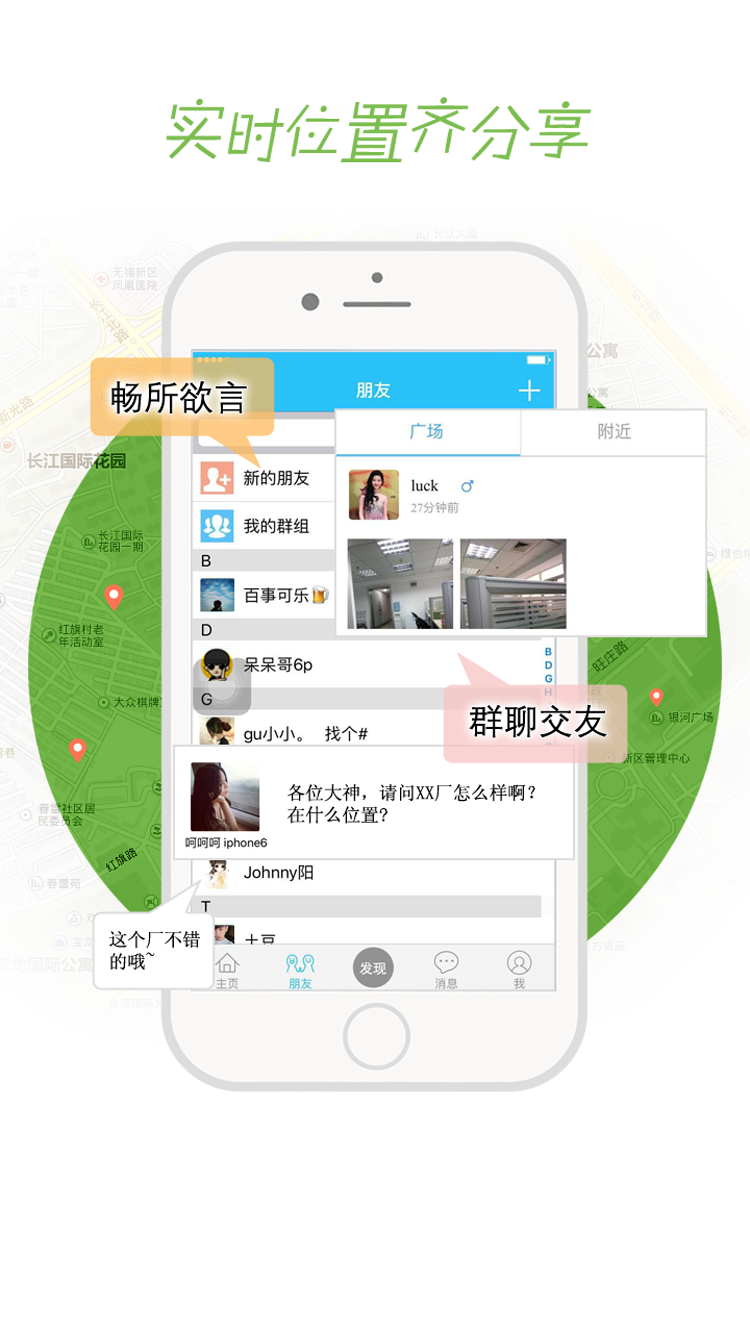 实时位置齐分享
长江大厦
无锡新区
凤凰医院
长江北路
新光路
公寓
畅所欲言
朋友
广场
附近
长江国际花园
新的朋友
luck
27分钟前
我的群组
长江国际
花园一期
B
百事可乐🍺
红旗村老
年活动室
D
呆呆哥6p
旺庄路
B
D
G
H
G
大众棋牌
群聊交友
银河广场
gu小小。 找个#
新区管理中心
各位大神，请问XX厂怎么样啊？
在什么位置?
呵呵呵 iphone6
春蕾社区居
民委员会
红旗路
Johnny阳
春蕾苑
T
这个厂不错
的哦~
土豆
宝龙国际公寓
主页
朋友
发现
消息
我